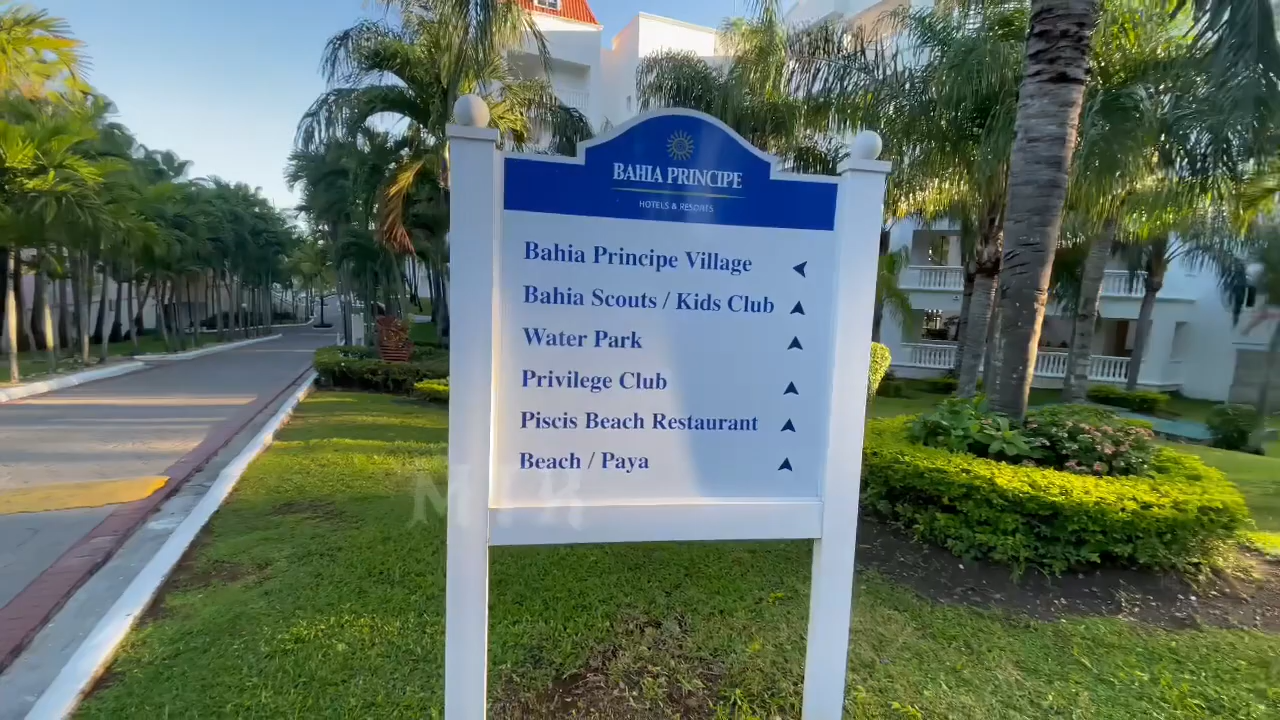 BAHIA PRINCIPE
HOTELS & RESORTS
Bahia Principe Village
Bahia Scouts / Kids Club
Water Park
Privilege Club
Piscis Beach Restaurant
Beach / Paya
M.K